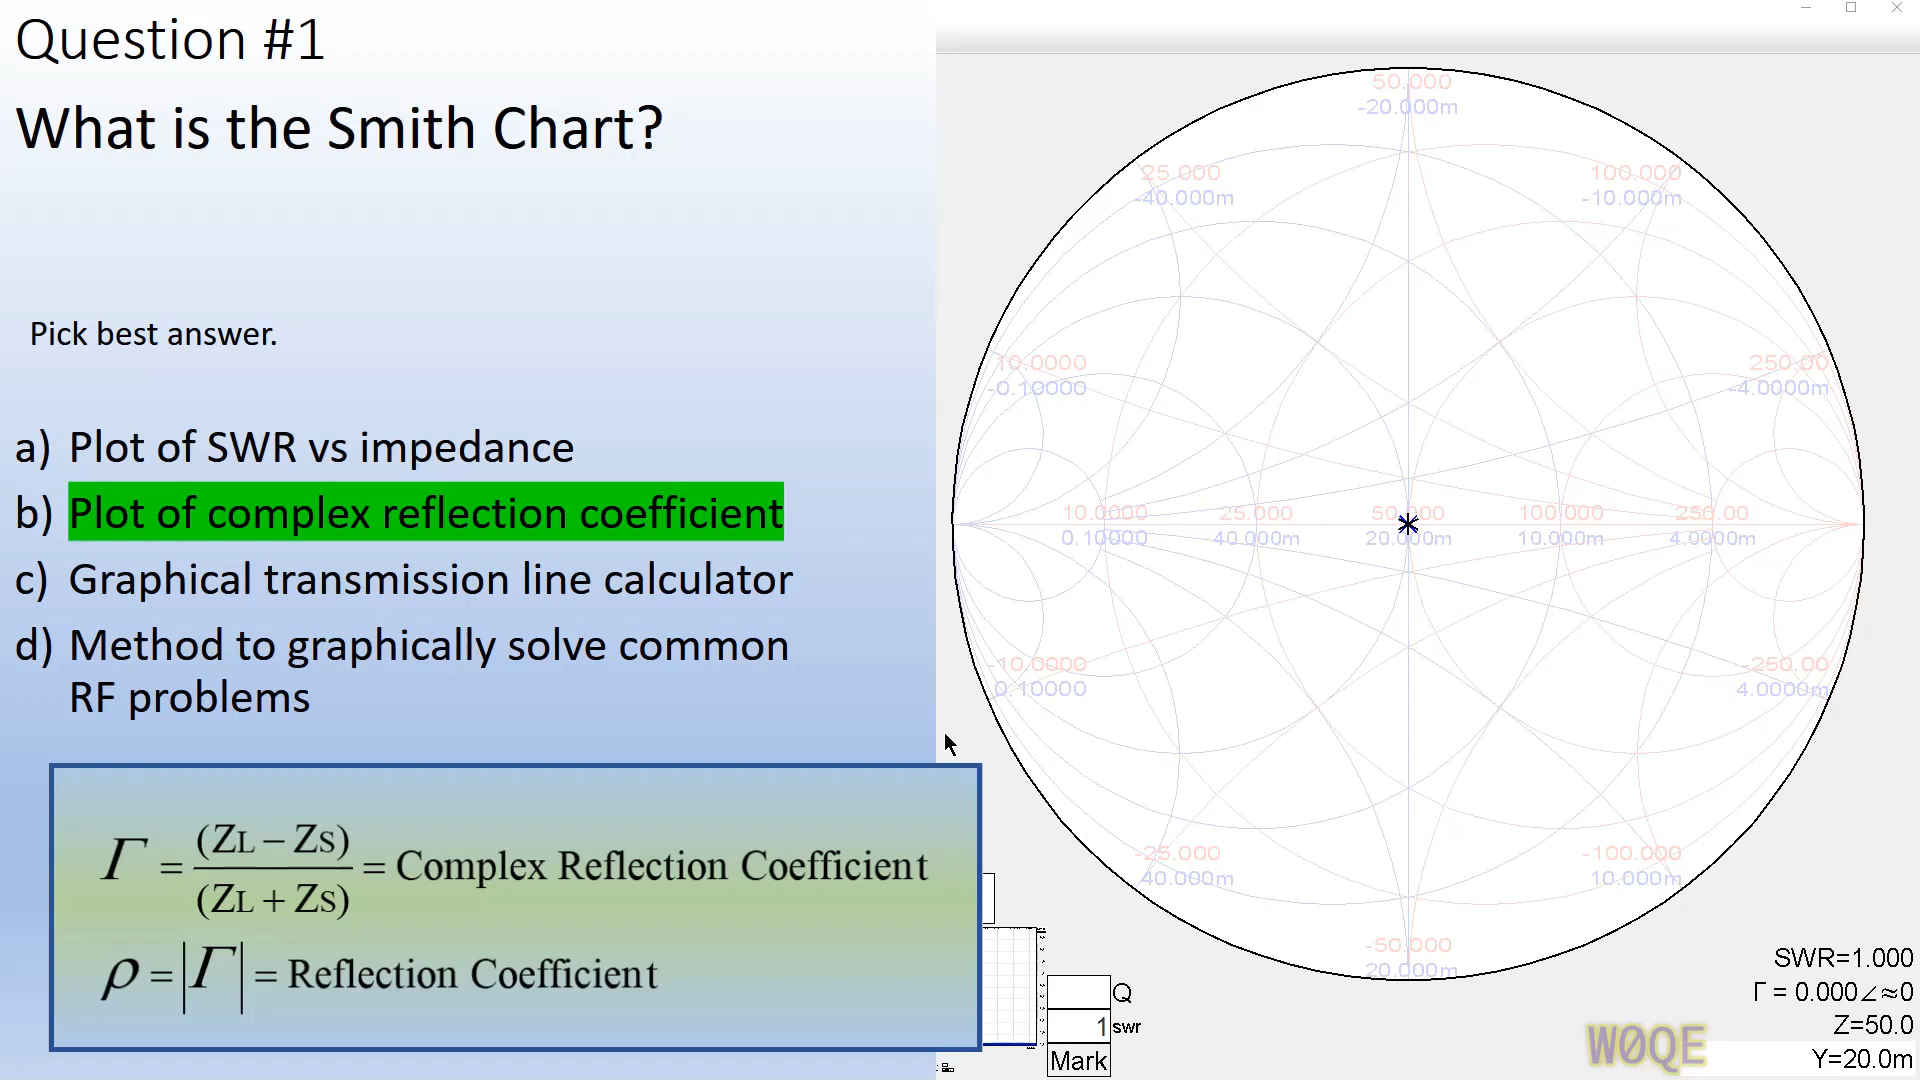 Question #1
What is the Smith Chart?
Pick best answer.
a) Plot of SWR vs impedance
b) Plot of complex reflection coefficient
c) Graphical transmission line calculator
d) Method to graphically solve common
RF problems
Γ = (ZL − ZS) / (ZL + ZS) = Complex Reflection Coefficient
ρ = |Γ| = Reflection Coefficient
50.000
-20.000m
25.000
-40.000m
100.000
-10.000m
10.0000
-0.10000
250.00
-4.0000m
10.0000 25.000 50.000 100.000 250.00
0.10000 40.000m 20.000m 10.000m 4.0000m
-10.0000
0.10000
-250.00
4.0000m
-25.000
40.000m
-100.000
10.000m
-50.000
20.000m
Q
1 swr
Mark
SWR=1.000
Γ = 0.000∠≈0
Z=50.0
Y=20.0m
WØQE